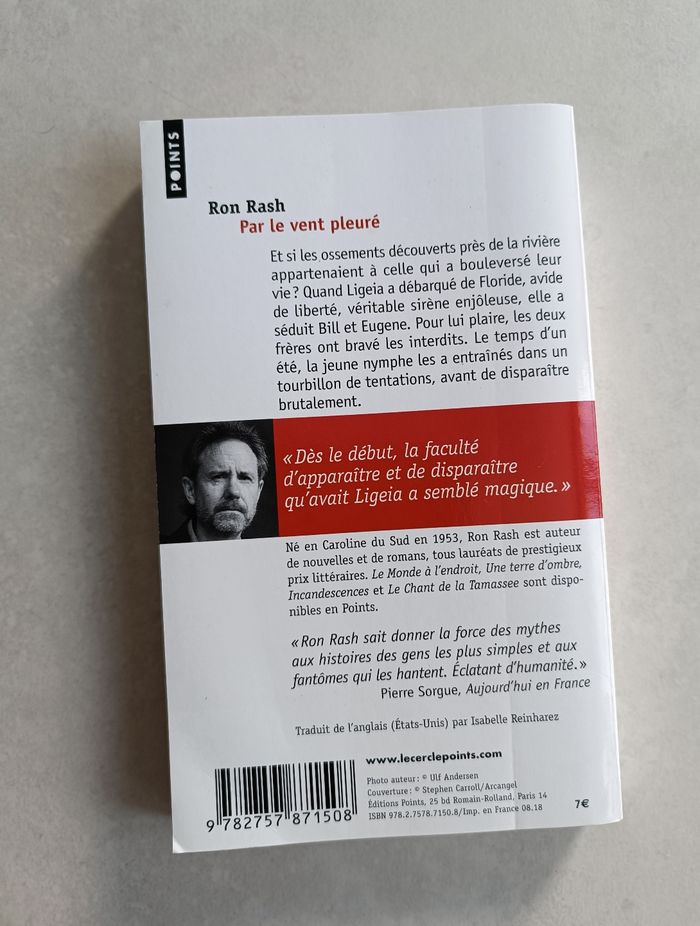 POINTS
Ron Rash
Par le vent pleuré
Et si les ossements découverts près de la rivière
appartenaient à celle qui a bouleversé leur
vie ? Quand Ligeia a débarqué de Floride, avide
de liberté, véritable sirène enjôleuse, elle a
séduit Bill et Eugene. Pour lui plaire, les deux
frères ont bravé les interdits. Le temps d'un
été, la jeune nymphe les a entraînés dans un
tourbillon de tentations, avant de disparaître
brutalement.
« Dès le début, la faculté
d'apparaître et de disparaître
qu'avait Ligeia a semblé magique. »
Né en Caroline du Sud en 1953, Ron Rash est auteur
de nouvelles et de romans, tous lauréats de prestigieux
prix littéraires. Le Monde à l'endroit, Une terre d'ombre,
Incandescences et Le Chant de la Tamassee sont dispo-
nibles en Points.
« Ron Rash sait donner la force des mythes
aux histoires des gens les plus simples et aux
fantômes qui les hantent. Éclatant d'humanité. »
Pierre Sorgue, Aujourd'hui en France
Traduit de l'anglais (États-Unis) par Isabelle Reinharez
www.lecerclepoints.com
Photo auteur : © Ulf Andersen
Couverture : © Stephen Carroll/Arcangel
Éditions Points, 25 bd Romain-Rolland, Paris 14
ISBN 978.2.7578.7150.8/Imp. en France 08.18
7€
9 782757 871508